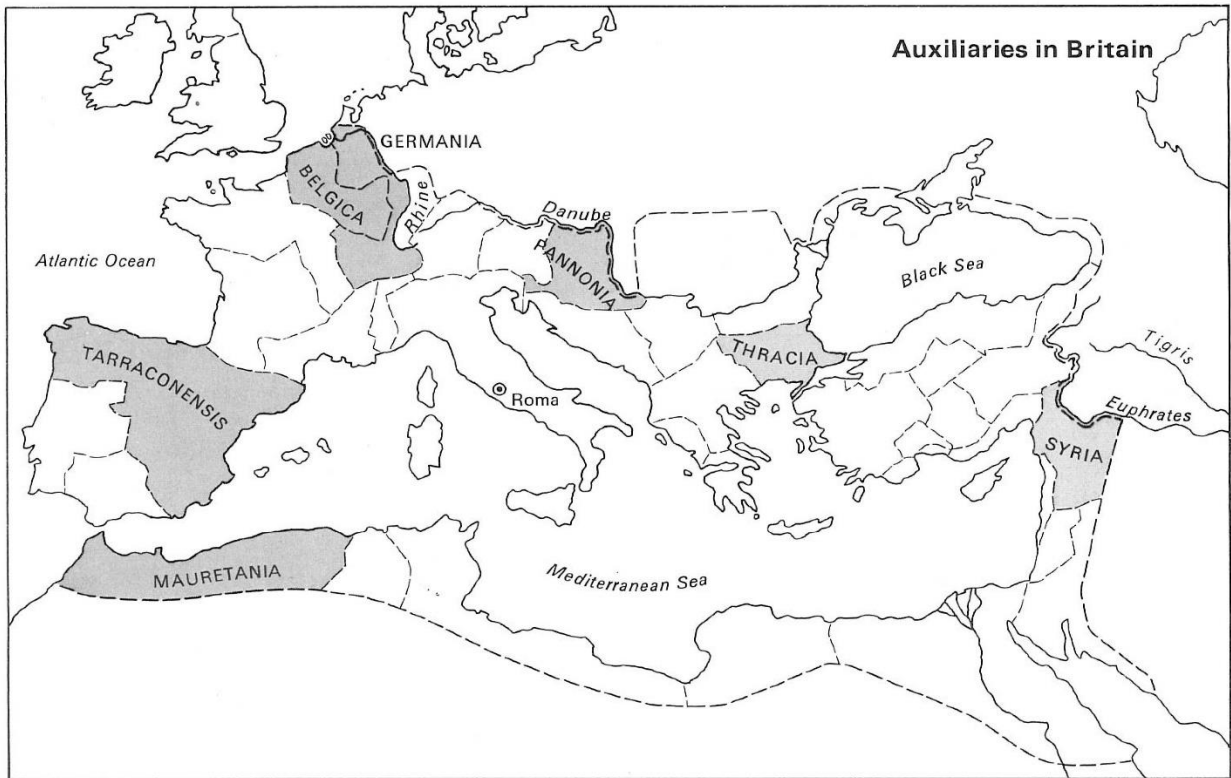 Auxiliaries in Britain
GERMANIA
BELGICA
Rhine
Danube
PANNONIA
Atlantic Ocean
Black Sea
TARRACONENSIS
THRACIA
Tigris
Roma
Euphrates
SYRIA
MAURETANIA
Mediterranean Sea